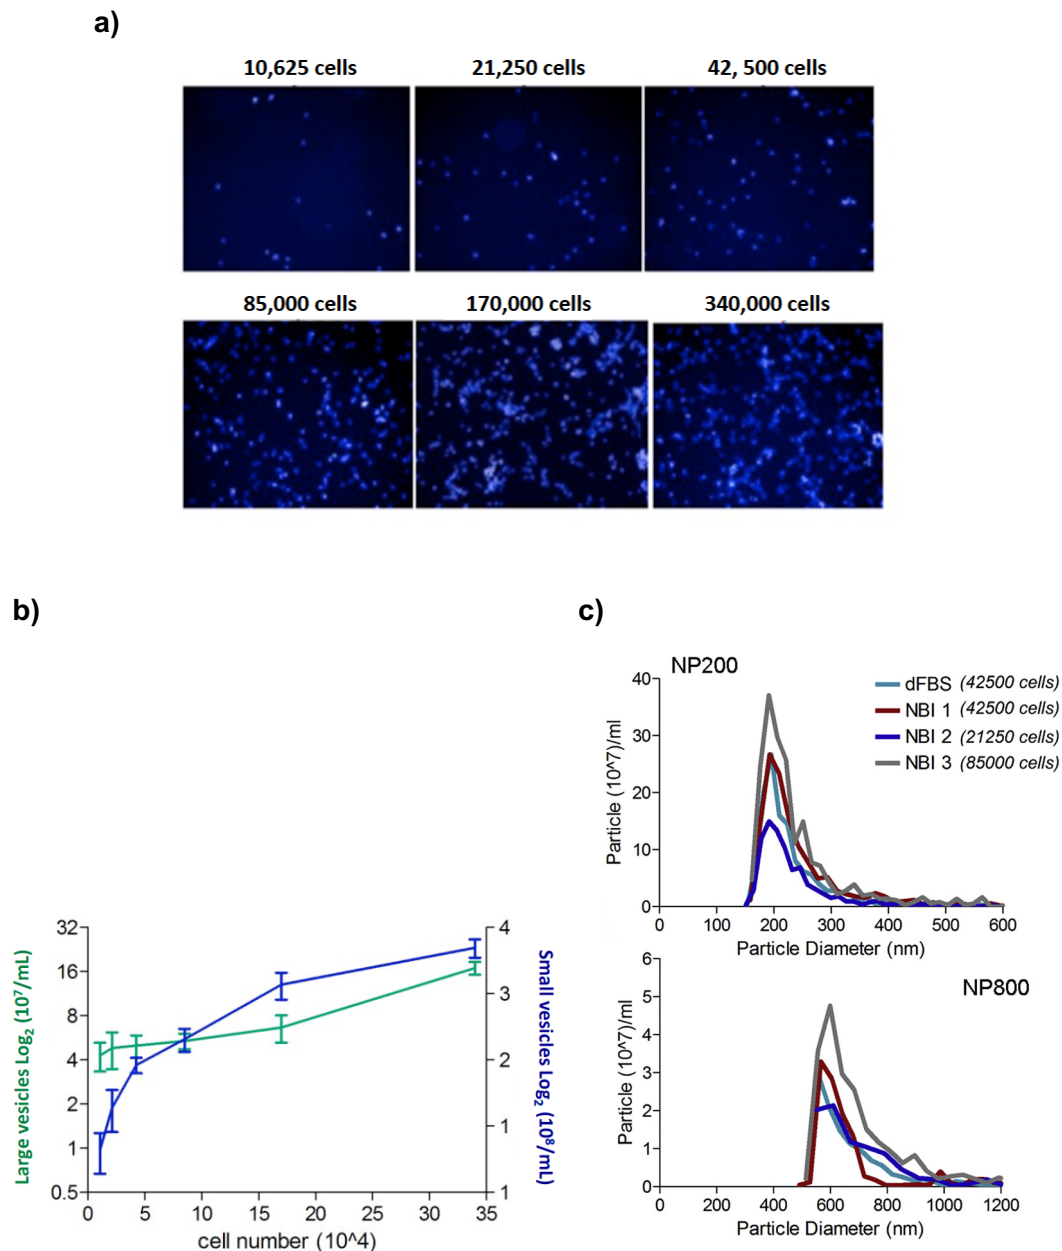 a)
10,625 cells
21,250 cells
42, 500 cells
85,000 cells
170,000 cells
340,000 cells
b)
Large vesicles Log2 (10^7/mL)
32
16
8
4
2
1
0.5
0
5
10
15
20
25
30
35
cell number (10^4)
4
3
2
1
1
Small vesicles Log2 (10^8/mL)
c)
NP200
dFBS (42500 cells)
NBI 1 (42500 cells)
NBI 2 (21250 cells)
NBI 3 (85000 cells)
Particle (10^7)/ml
40
30
20
10
0
0
100
200
300
400
500
600
Particle Diameter (nm)
NP800
Particle (10^7)/ml
6
5
4
3
2
1
0
0
200
400
600
800
1000
1200
Particle Diameter (nm)